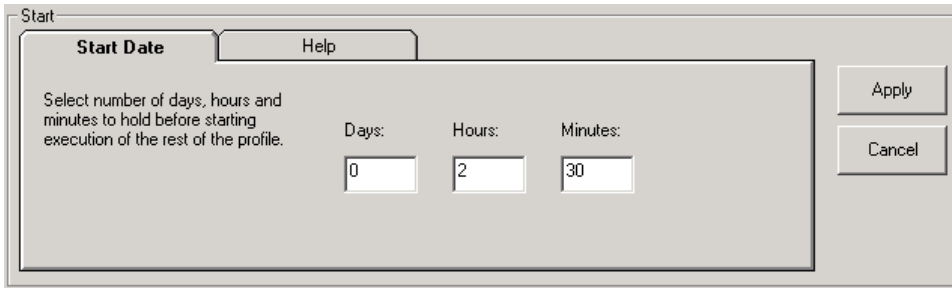 Start
Start Date
Help
Select number of days, hours and
minutes to hold before starting
execution of the rest of the profile.
Days:
Hours:
Minutes:
0
2
30
Apply
Cancel